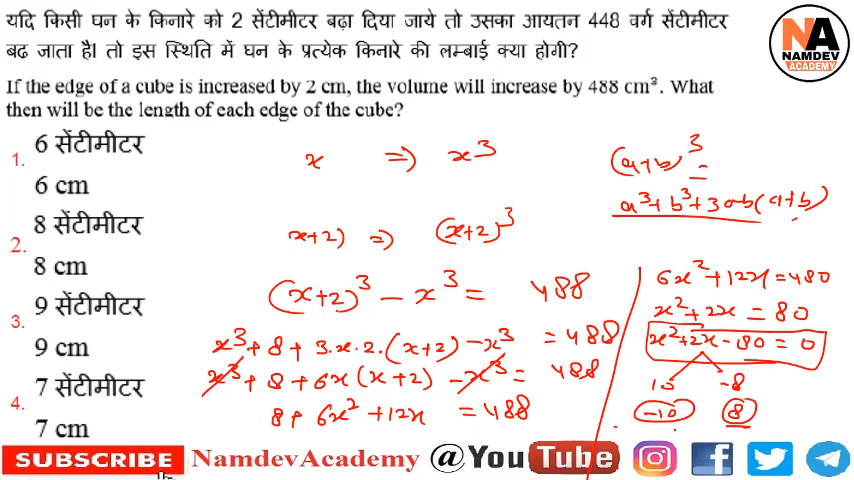 यदि किसी घन के किनारे को 2 सेंटीमीटर बढ़ा दिया जाये तो उसका आयतन 448 वर्ग सेंटीमीटर
बढ जाता है। तो इस स्थिति में घन के प्रत्येक किनारे की लम्बाई क्या होगी?
If the edge of a cube is increased by 2 cm, the volume will increase by 488 cm³. What
then will be the length of each edge of the cube?
1. 6 सेंटीमीटर
6 cm
2. 8 सेंटीमीटर
8 cm
3. 9 सेंटीमीटर
9 cm
4. 7 सेंटीमीटर
7 cm
x ⇒ x³
x+2) ⇒ (x+2)³
(x+2)³ - x³ = 488
x³ + 8 + 3.x.2.(x+2) - x³ = 488
x³ + 8 + 6x(x+2) - x³ = 488
8 + 6x² + 12x = 488
(a+b)³ =
a³+b³+3ab(a+b)
6x²+12x=480
x²+2x = 80
x²+2x-80=0
10 -8
-10 8
NA
NAMDEV
ACADEMY
SUBSCRIBE NamdevAcademy @YouTube